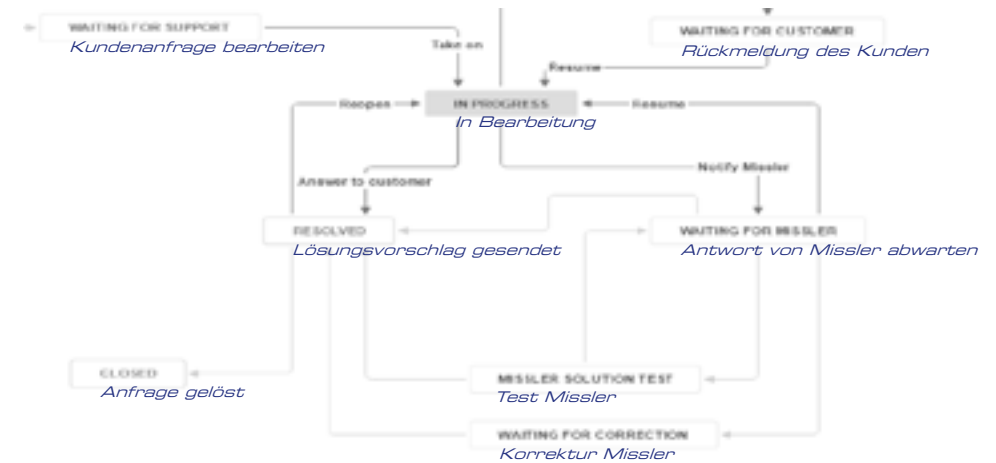 WAITING FOR SUPPORT
Kundenanfrage bearbeiten
WAITING FOR CUSTOMER
Rückmeldung des Kunden
Take on
Resume
Reopen
IN PROGRESS
In Bearbeitung
Resume
Notify Missler
Answer to customer
RESOLVED
Lösungsvorschlag gesendet
WAITING FOR MISSLER
Antwort von Missler abwarten
CLOSED
Anfrage gelöst
MISSLER SOLUTION TEST
Test Missler
WAITING FOR CORRECTION
Korrektur Missler